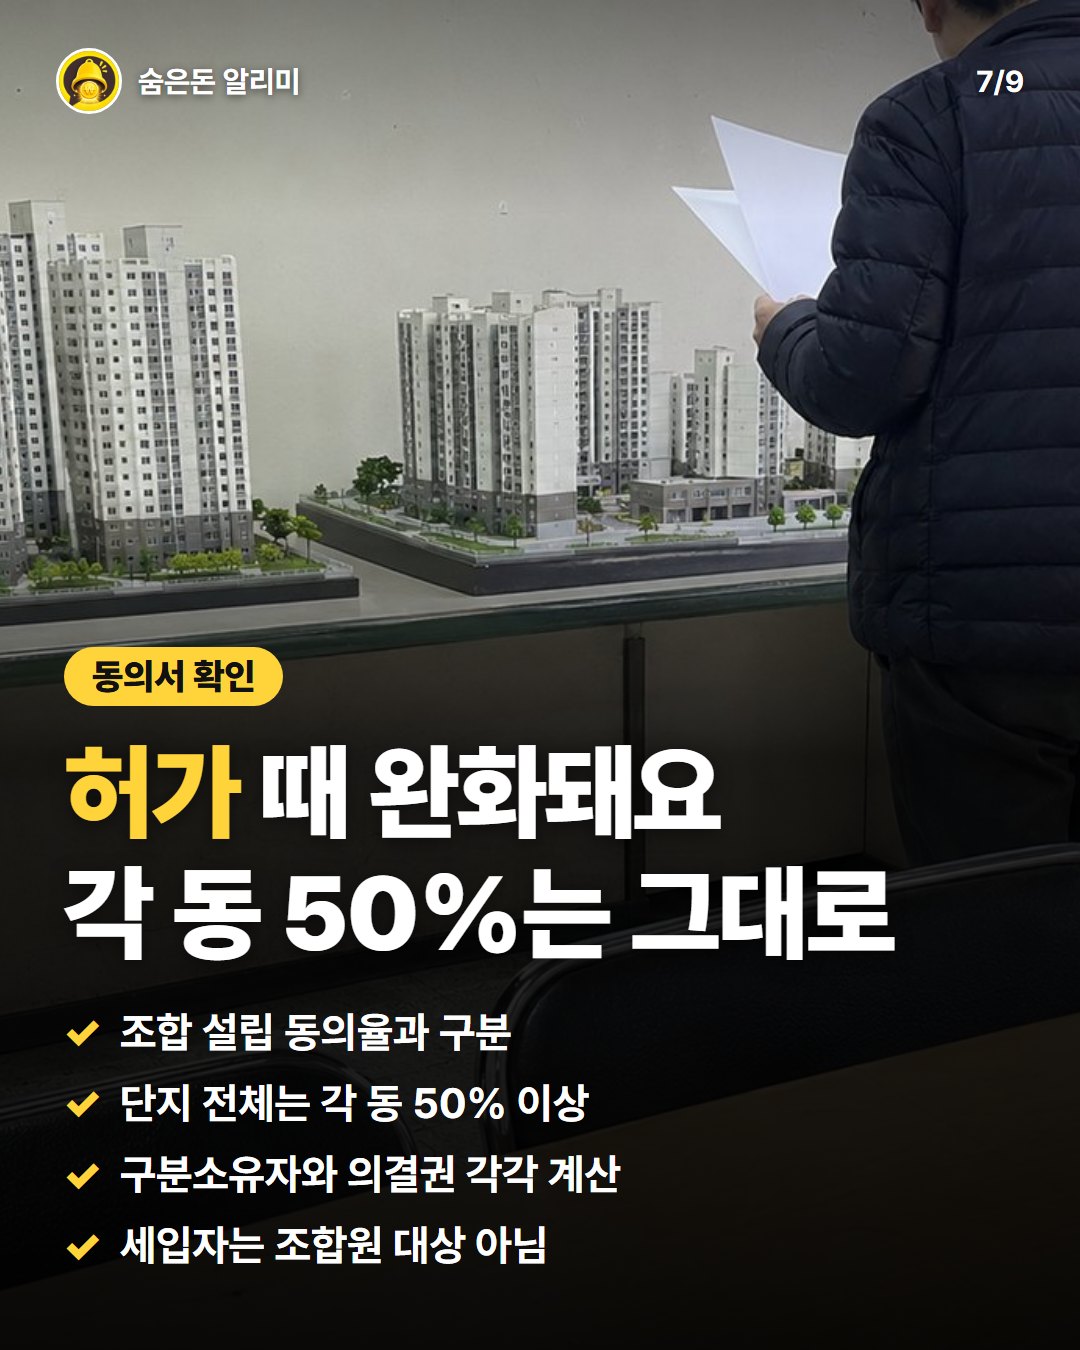 숨은돈 알리미
7/9
동의서 확인
허가 때 완화돼요
각 동 50%는 그대로
조합 설립 동의율과 구분
단지 전체는 각 동 50% 이상
구분소유자와 의결권 각각 계산
세입자는 조합원 대상 아님